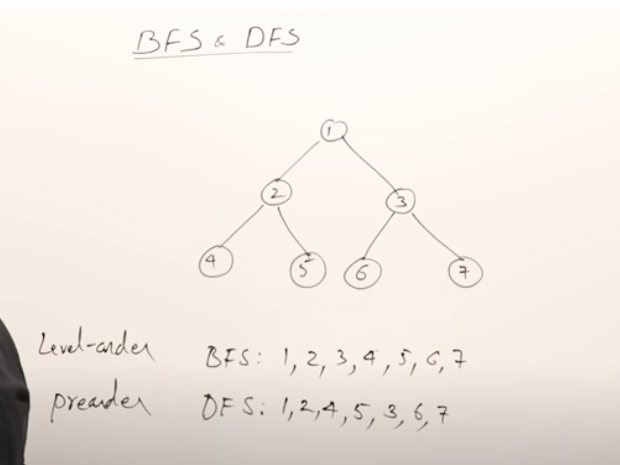 BFS & DFS
1
2 3
4 5 6 7
Level-order BFS: 1, 2, 3, 4, 5, 6, 7
preorder DFS: 1, 2, 4, 5, 3, 6, 7